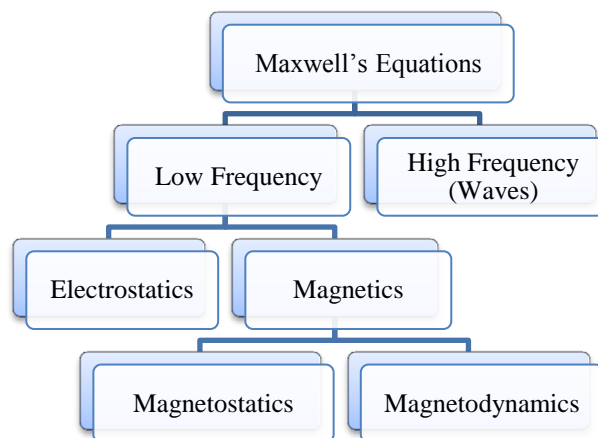 Maxwell’s Equations
Low Frequency
High Frequency
(Waves)
Electrostatics
Magnetics
Magnetostatics
Magnetodynamics